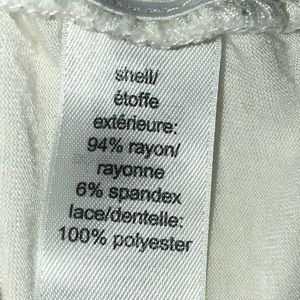 shell/
étoffe
extérieure:
94% rayon/
rayonne
6% spandex
lace/dentelle:
100% polyester